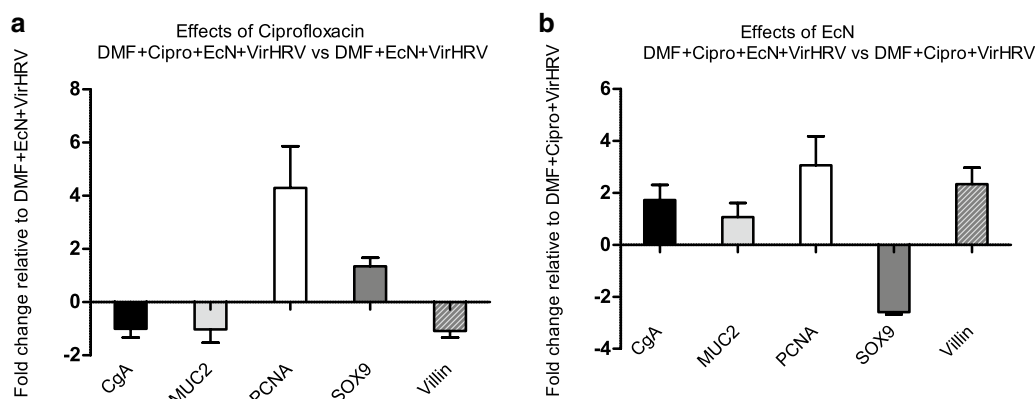 a
Effects of Ciprofloxacin
DMF+Cipro+EcN+VirHRV vs DMF+EcN+VirHRV
Fold change relative to DMF+EcN+VirHRV
8
6
4
2
0
-2
CgA
MUC2
PCNA
SOX9
Villin
b
Effects of EcN
DMF+Cipro+EcN+VirHRV vs DMF+Cipro+VirHRV
Fold change relative to DMF+Cipro+VirHRV
6
4
2
0
-2
-4
CgA
MUC2
PCNA
SOX9
Villin